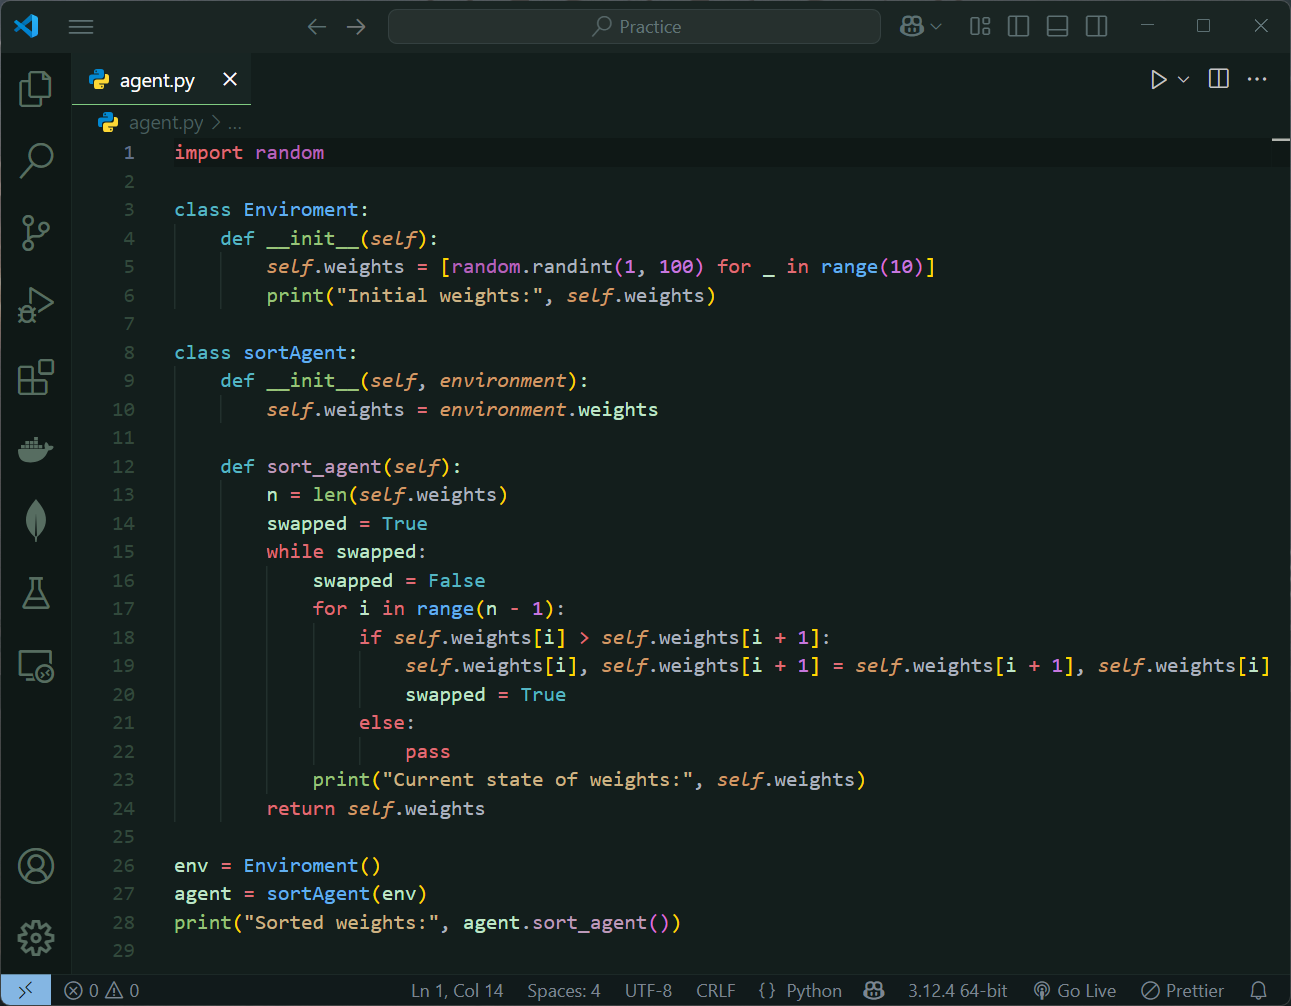 Practice
agent.py
agent.py > ...
1 import random
2
3 class Enviroment:
4     def __init__(self):
5         self.weights = [random.randint(1, 100) for _ in range(10)]
6         print("Initial weights:", self.weights)
7
8 class sortAgent:
9     def __init__(self, environment):
10         self.weights = environment.weights
11
12     def sort_agent(self):
13         n = len(self.weights)
14         swapped = True
15         while swapped:
16             swapped = False
17             for i in range(n - 1):
18                 if self.weights[i] > self.weights[i + 1]:
19                     self.weights[i], self.weights[i + 1] = self.weights[i + 1], self.weights[i]
20                     swapped = True
21                 else:
22                     pass
23             print("Current state of weights:", self.weights)
24         return self.weights
25
26 env = Enviroment()
27 agent = sortAgent(env)
28 print("Sorted weights:", agent.sort_agent())
29
0 0 Ln 1, Col 14 Spaces: 4 UTF-8 CRLF {} Python 3.12.4 64-bit Go Live Prettier